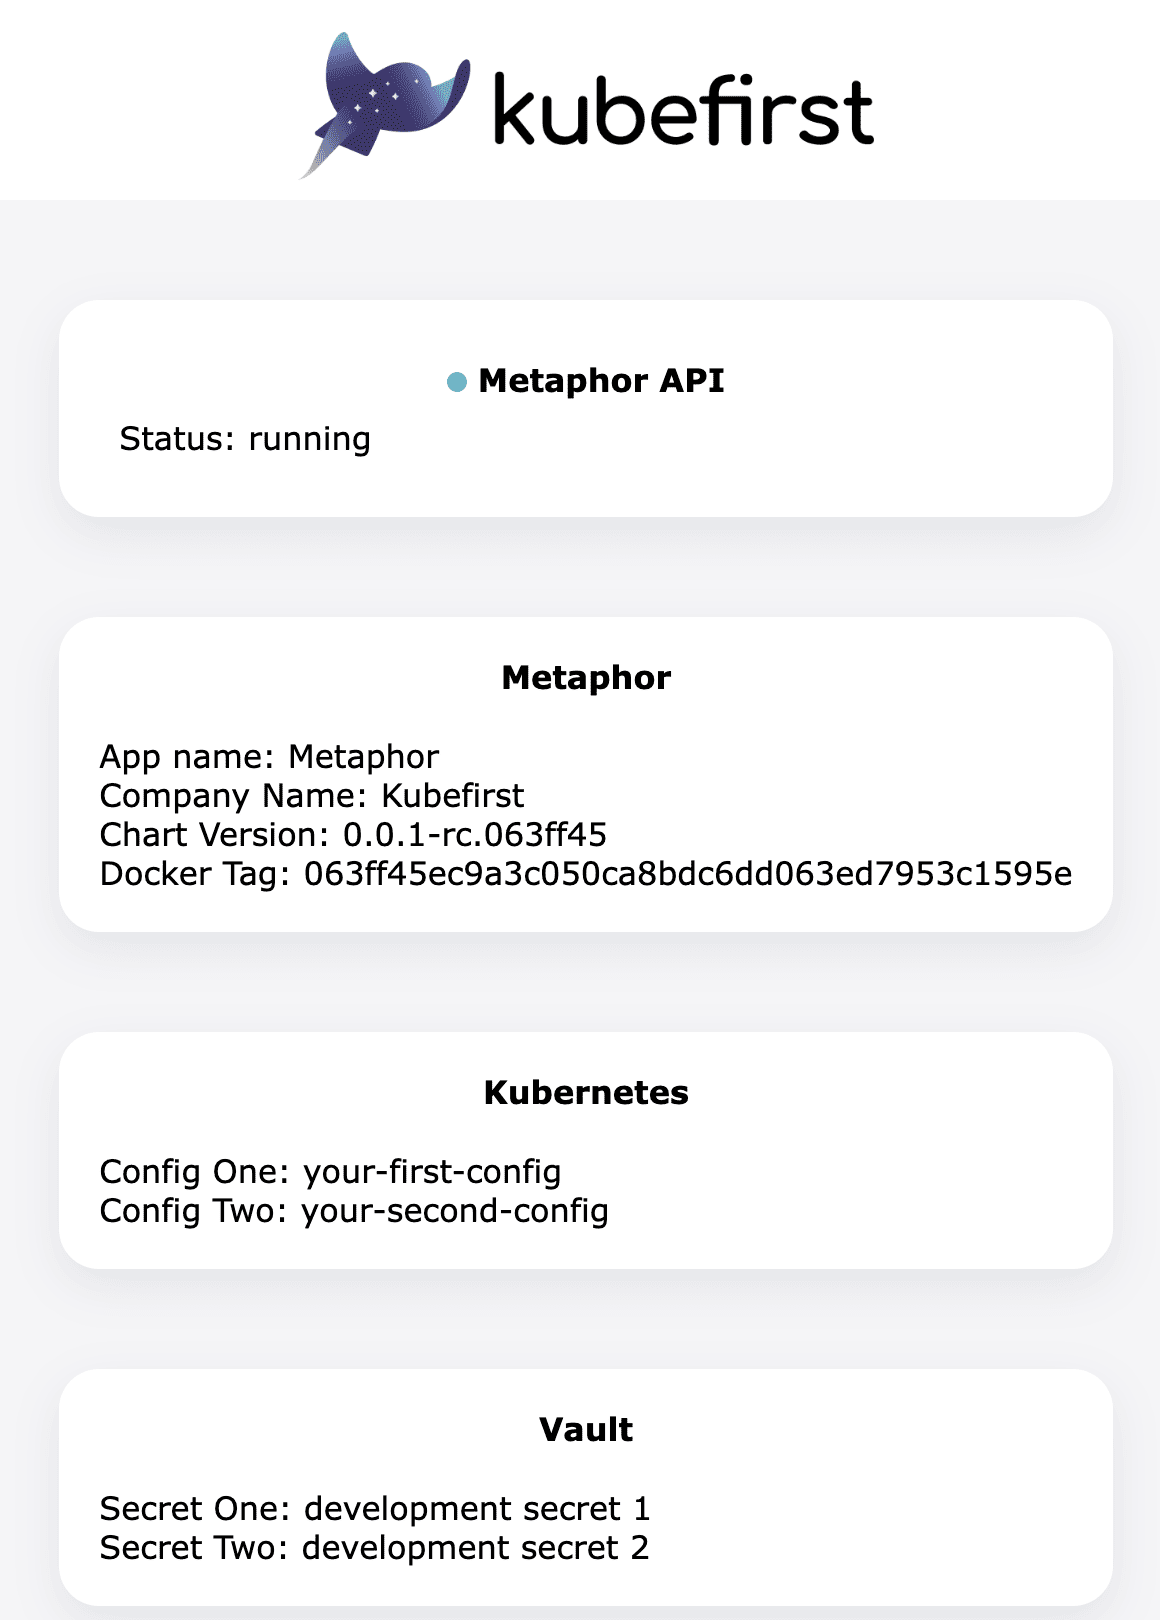 kubefirst
Metaphor API
Status: running
Metaphor
App name: Metaphor
Company Name: Kubefirst
Chart Version: 0.0.1-rc.063ff45
Docker Tag: 063ff45ec9a3c050ca8bdc6dd063ed7953c1595e
Kubernetes
Config One: your-first-config
Config Two: your-second-config
Vault
Secret One: development secret 1
Secret Two: development secret 2